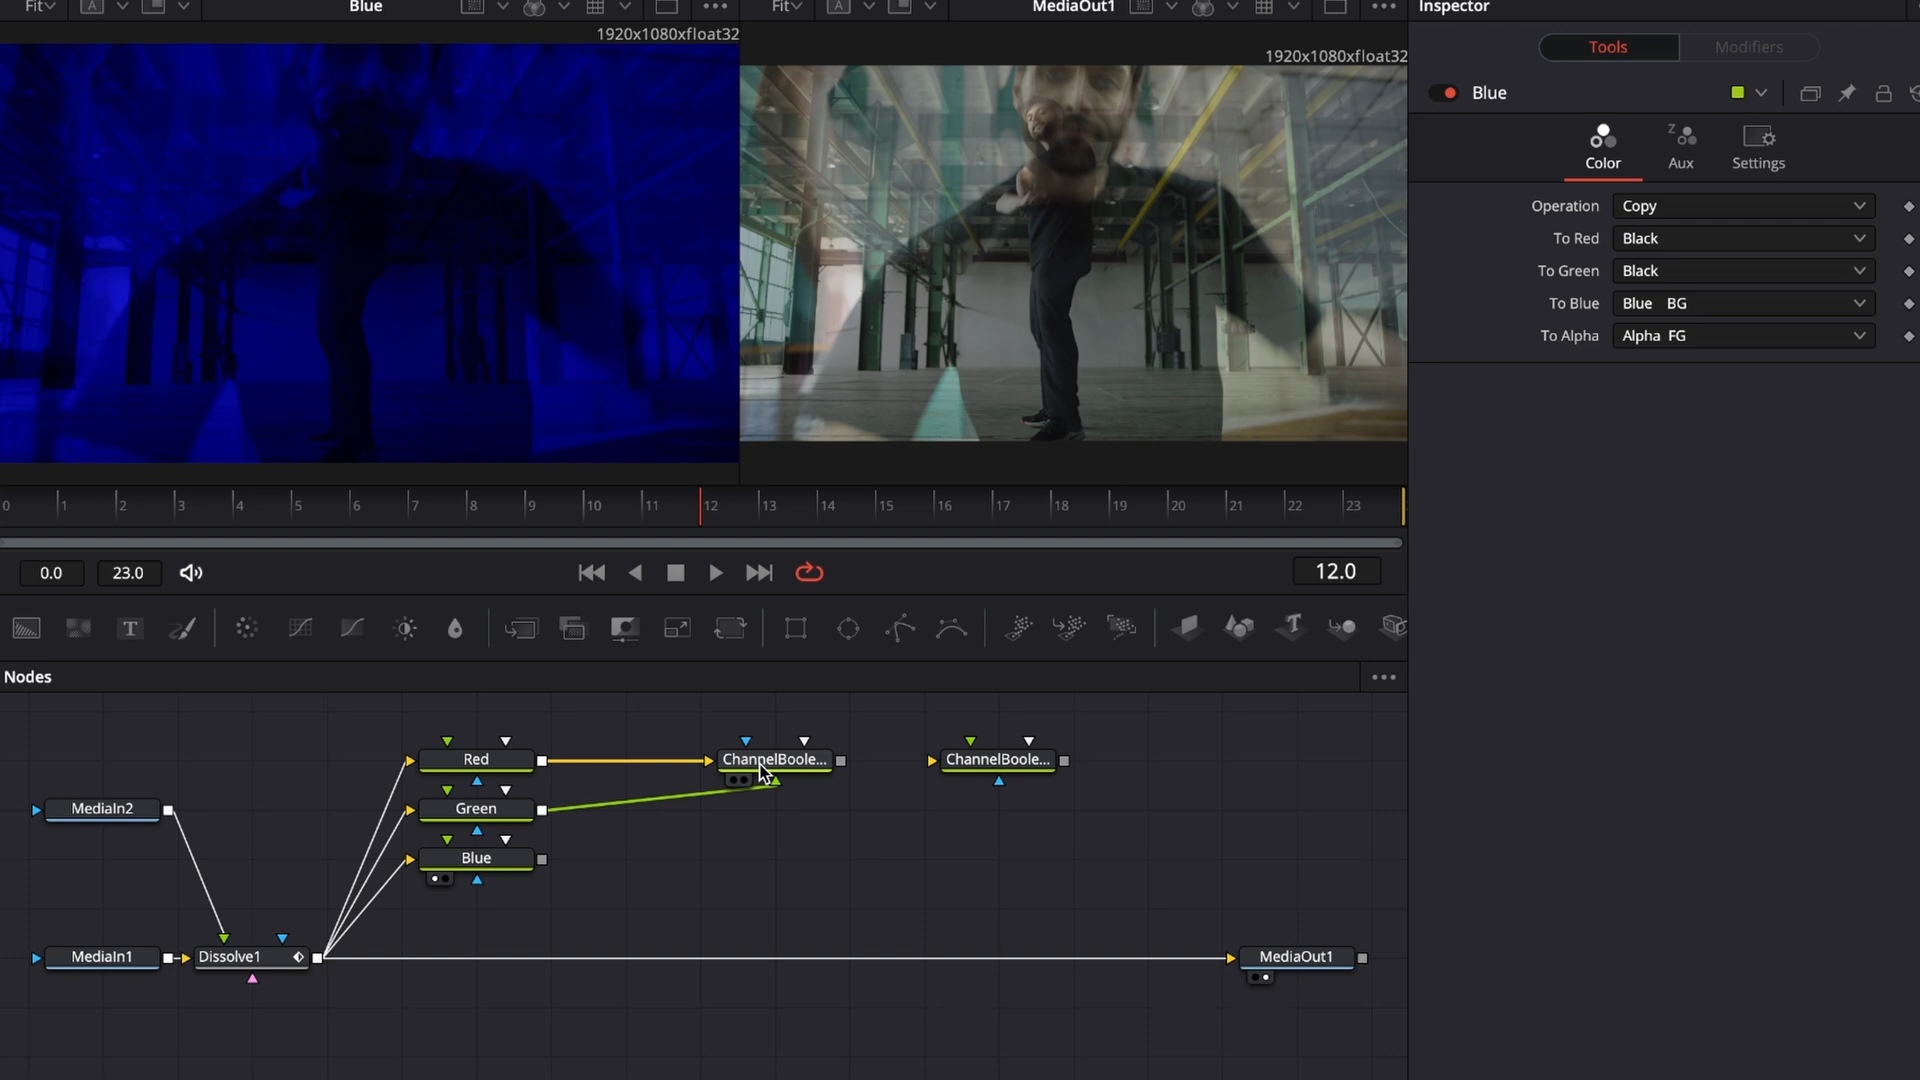 Fit
A
Blue
Fit
A
MediaOut1
Inspector
1920x1080xfloat32
1920x1080xfloat32
Tools
Modifiers
Blue
Color
Z
Aux
Settings
Operation
Copy
To Red
Black
To Green
Black
To Blue
Blue BG
To Alpha
Alpha FG
0 1 2 3 4 5 6 7 8 9 10 11 12 13 14 15 16 17 18 19 20 21 22 23
0.0
23.0
12.0
T
T
Nodes
Red
ChannelBoole...
ChannelBoole...
MediaIn2
Green
Blue
MediaIn1
Dissolve1
MediaOut1